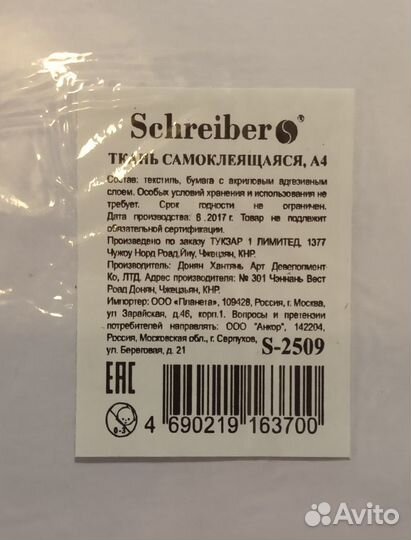 Schreiber S ®
ТКАНЬ САМОКЛЕЯЩАЯСЯ, А4
Состав: текстиль, бумага с акриловым адгезивным
слоем. Особых условий хранения и использования не
требует. Срок годности не ограничен.
Дата производства: 8.2017 г. Товар не подлежит
обязательной сертификации.
Произведено по заказу ТУКЗАР 1 ЛИМИТЕД, 1377
Чужоу Норд Роад,Йиу, Чжецзян, КНР.
Производитель: Донян Хантянь Арт Девелопмент
Ко, ЛТД. Адрес производителя: № 301 Чэннань Вест
Роад Донян, Чжецзьян, КНР.
Импортер: ООО «Планета», 109428, Россия, г. Москва,
ул Зарайская, д.46, корп.1. Вопросы и претензии
потребителей направлять: ООО "Анкор", 142204,
Россия, Московская обл., г. Серпухов,
ул. Береговая, д. 21
S-2509
EAC
0-3
4 690219 163700
Avito